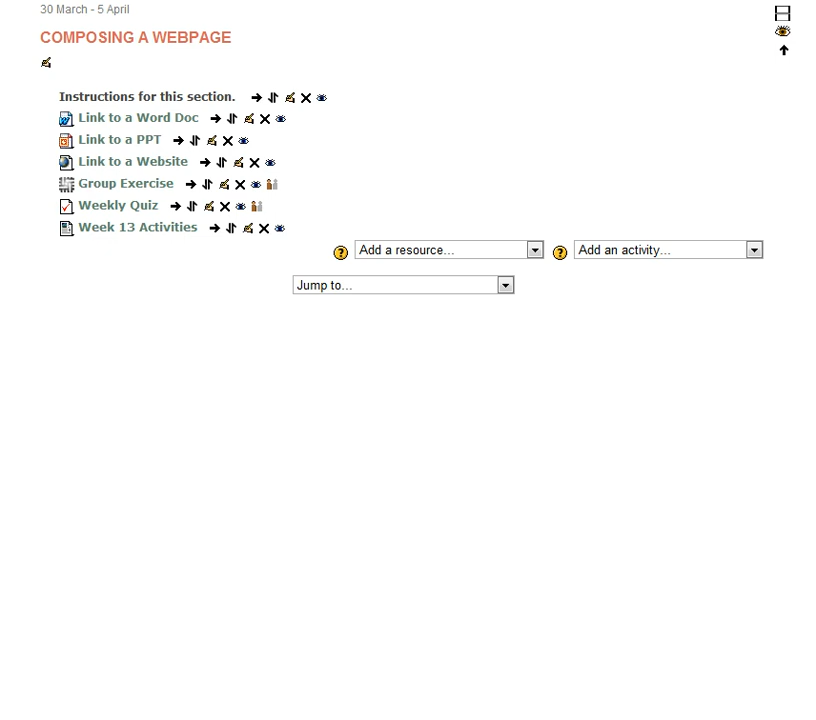 30 March - 5 April
COMPOSING A WEBPAGE
Instructions for this section.
Link to a Word Doc
Link to a PPT
Link to a Website
Group Exercise
Weekly Quiz
Week 13 Activities
? Add a resource... ? Add an activity...
Jump to...